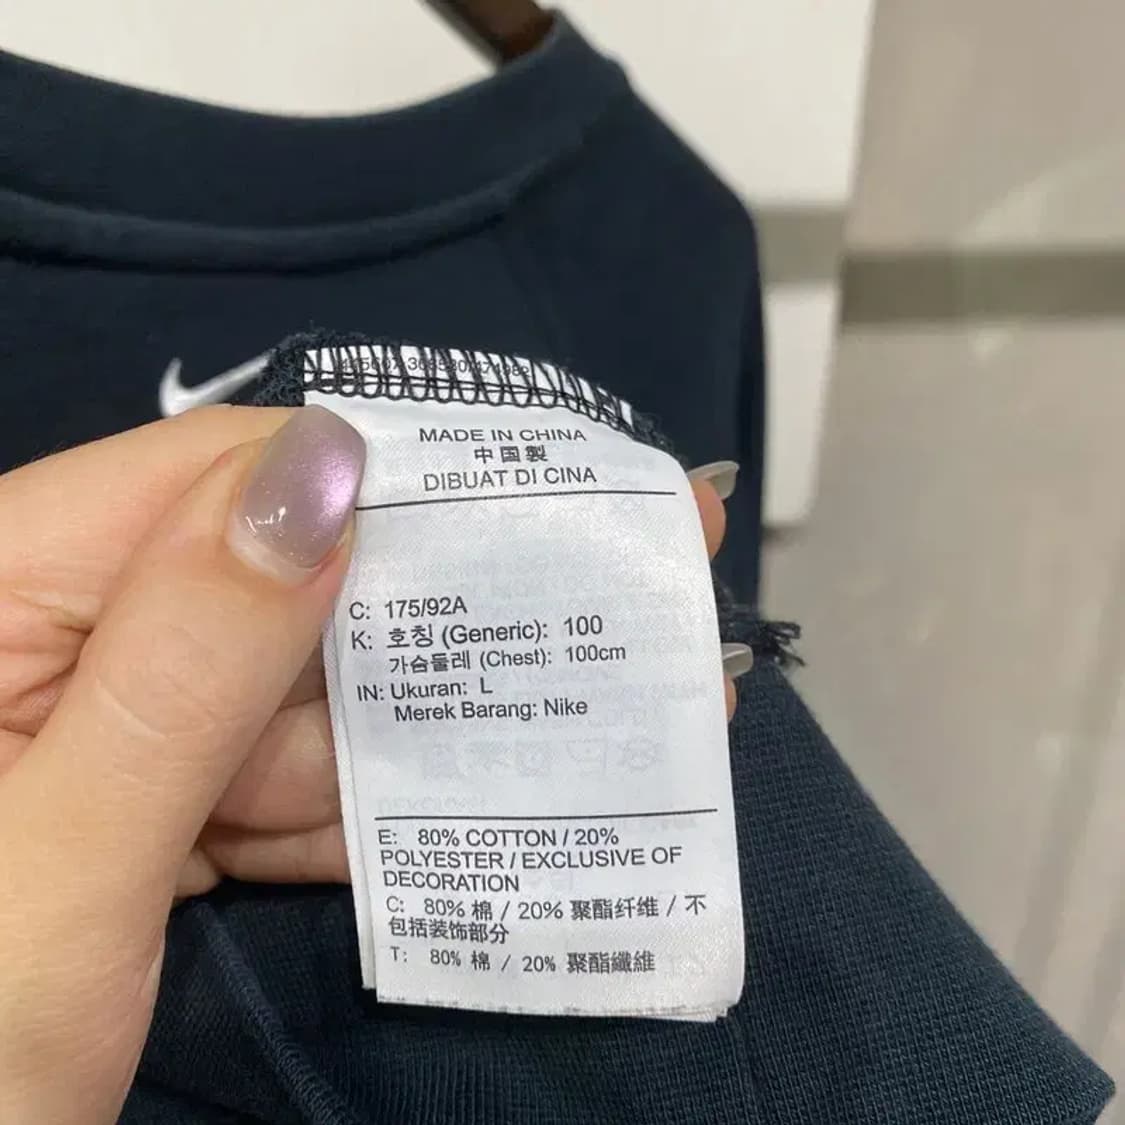 MADE IN CHINA
中国製
DIBUAT DI CINA
C: 175/92A
K: 호칭 (Generic): 100
가슴둘레 (Chest): 100cm
IN: Ukuran: L
Merek Barang: Nike
E: 80% COTTON / 20%
POLYESTER / EXCLUSIVE OF
DECORATION
C: 80% 棉 / 20% 聚酯纤维 / 不
包括装饰部分
T: 80% 棉 / 20% 聚酯纖維